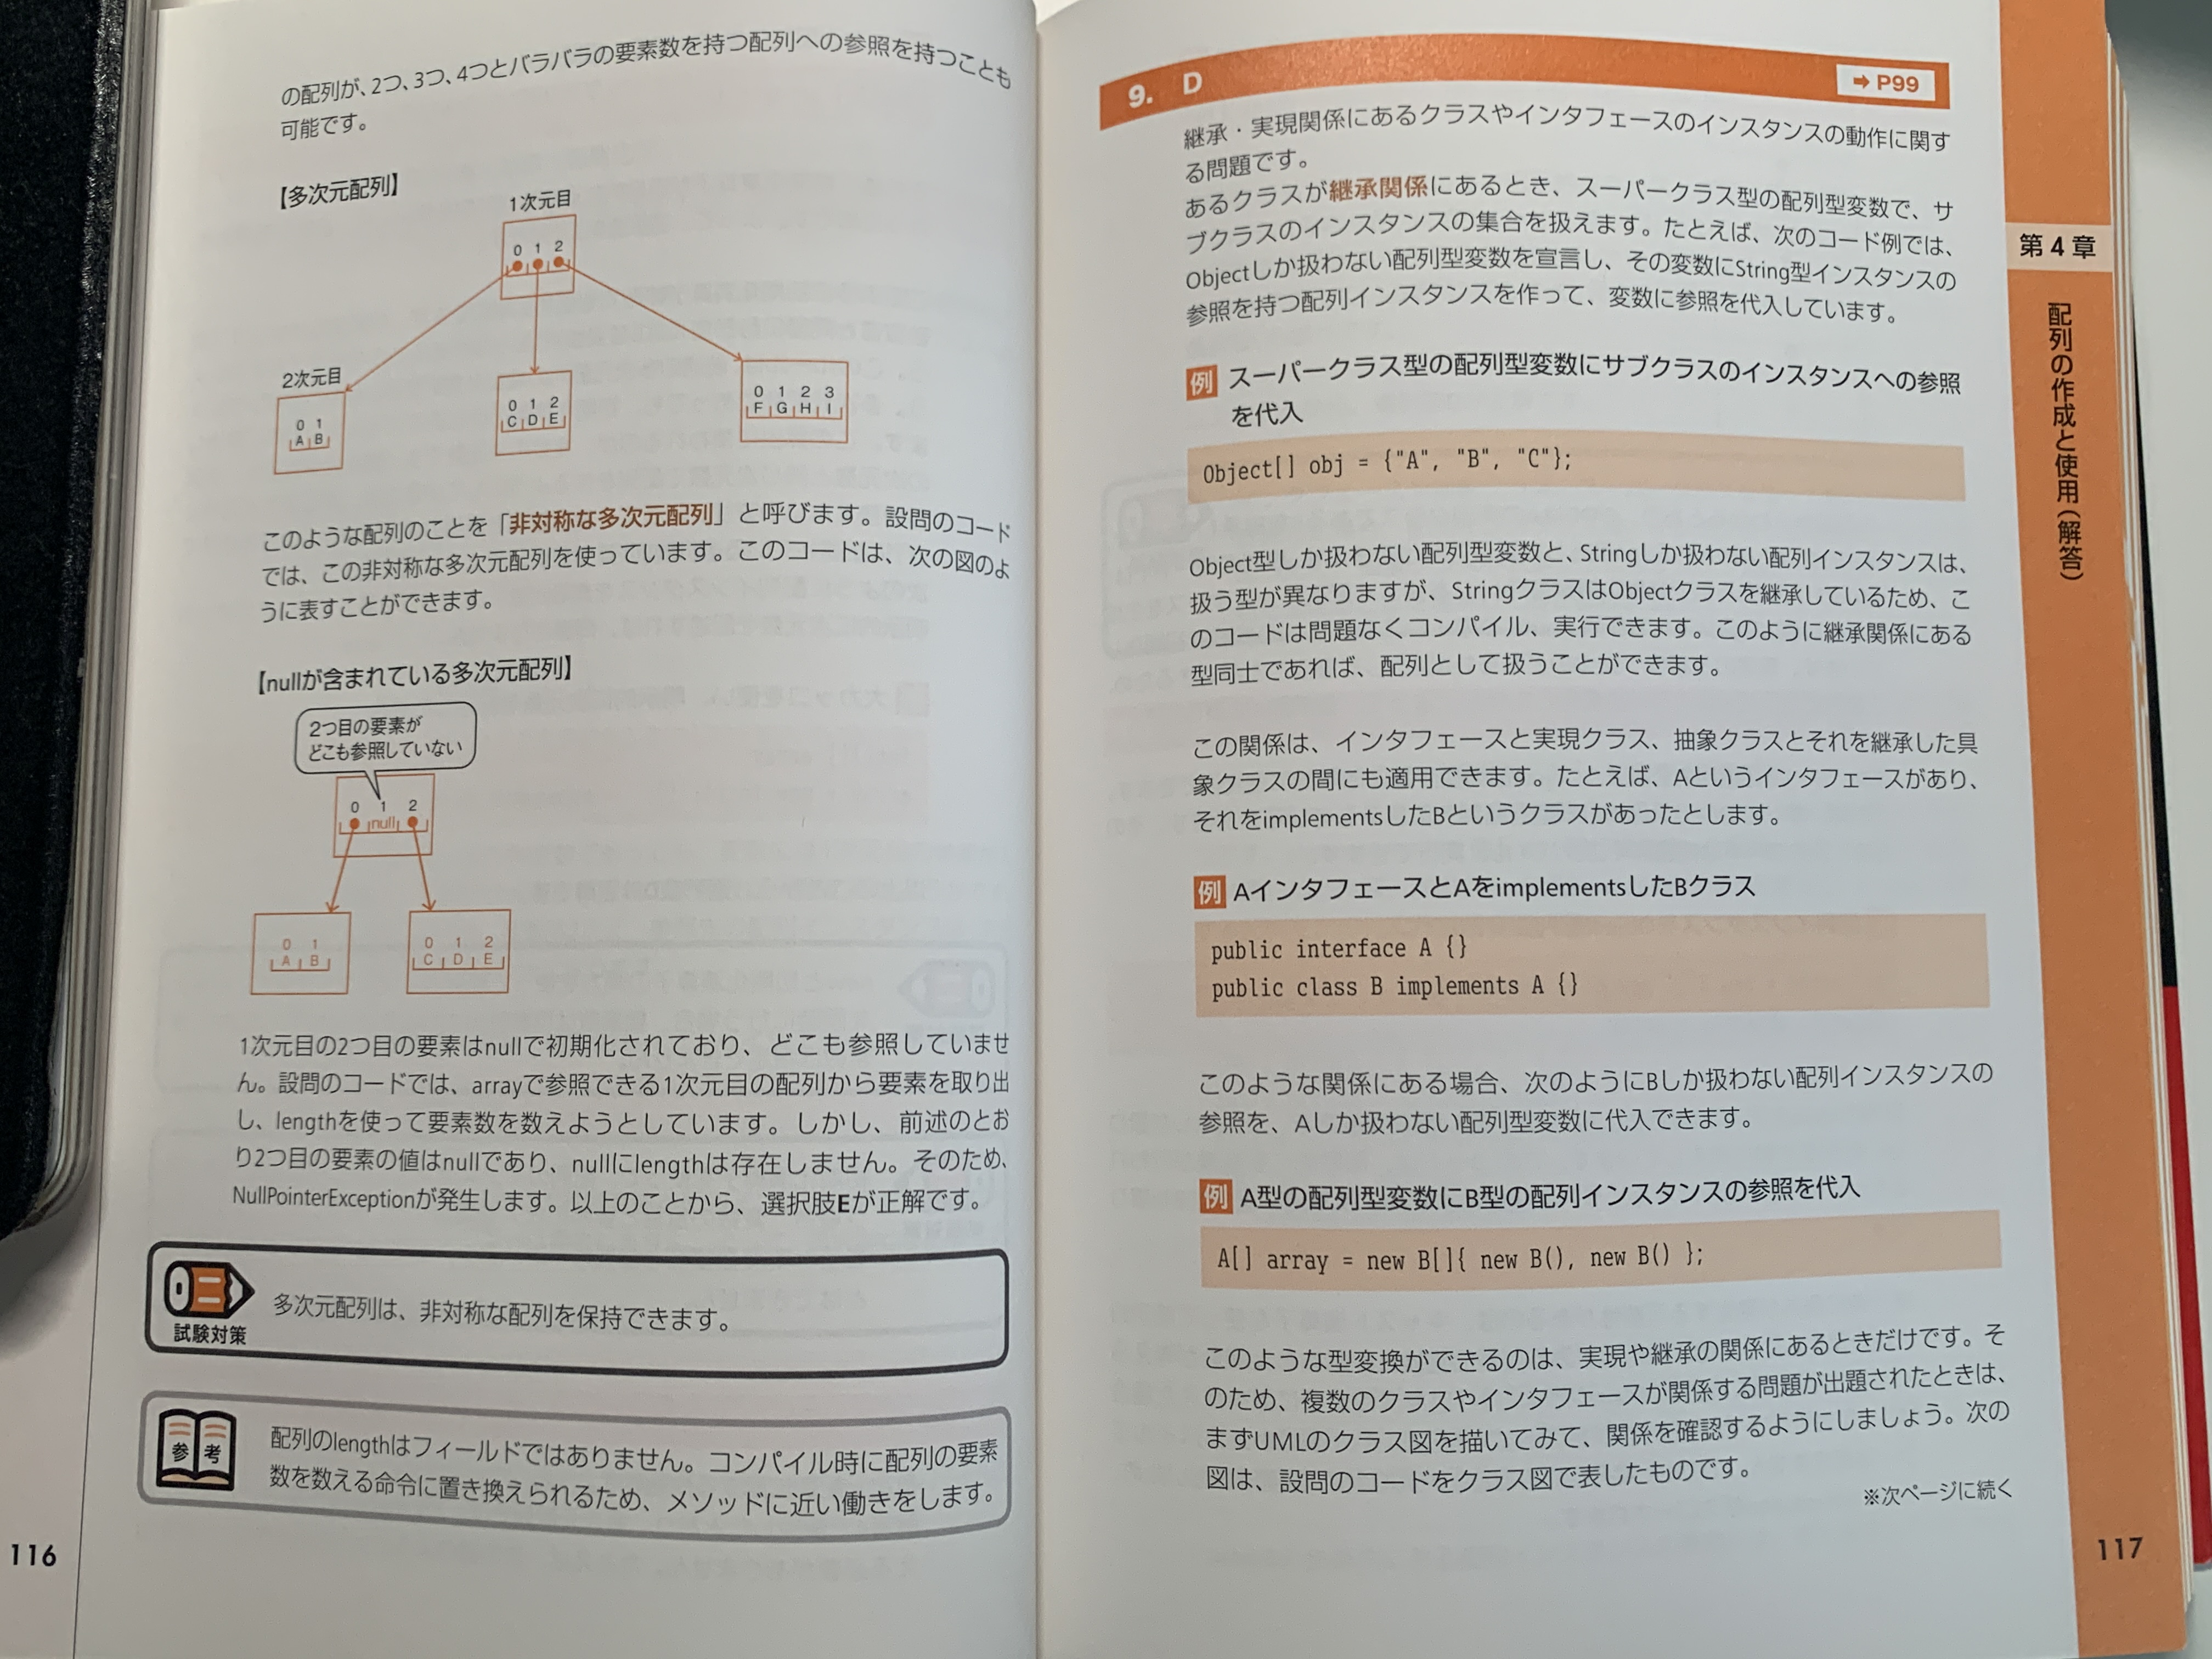 の配列が、2つ、3つ、4つとバラバラの要素数を持つ配列への参照を持つことも
可能です。
【多次元配列】
1次元目
0 1 2
2次元目
0 1
A B
0 1 2
C D E
0 1 2 3
F G H I
このような配列のことを「非対称な多次元配列」と呼びます。設問のコード
では、この非対称な多次元配列を使っています。このコードは、次の図のよ
うに表すことができます。
【nullが含まれている多次元配列】
2つ目の要素が
どこも参照していない
0 1 2
null
0 1
A B
0 1 2
C D E
1次元目の2つ目の要素はnullで初期化されており、どこも参照していませ
ん。設問のコードでは、arrayで参照できる1次元目の配列から要素を取り出
し、lengthを使って要素数を数えようとしています。しかし、前述のとお
り2つ目の要素の値はnullであり、nullにlengthは存在しません。そのため、
NullPointerExceptionが発生します。以上のことから、選択肢Eが正解です。
試験対策
多次元配列は、非対称な配列を保持できます。
参考
配列のlengthはフィールドではありません。コンパイル時に配列の要素
数を数える命令に置き換えられるため、メソッドに近い働きをします。
116
9. D
➡ P99
継承・実現関係にあるクラスやインタフェースのインスタンスの動作に関す
る問題です。
あるクラスが継承関係にあるとき、スーパークラス型の配列型変数で、サ
ブクラスのインスタンスの集合を扱えます。たとえば、次のコード例では、
Objectしか扱わない配列型変数を宣言し、その変数にString型インスタンスの
参照を持つ配列インスタンスを作って、変数に参照を代入しています。
例 スーパークラス型の配列型変数にサブクラスのインスタンスへの参照
を代入
Object[] obj = {"A", "B", "C"};
Object型しか扱わない配列型変数と、Stringしか扱わない配列インスタンスは、
扱う型が異なりますが、StringクラスはObjectクラスを継承しているため、こ
のコードは問題なくコンパイル、実行できます。このように継承関係にある
型同士であれば、配列として扱うことができます。
この関係は、インタフェースと実現クラス、抽象クラスとそれを継承した具
象クラスの間にも適用できます。たとえば、Aというインタフェースがあり、
それをimplementsしたBというクラスがあったとします。
例 AインタフェースとAをimplementsしたBクラス
public interface A {}
public class B implements A {}
このような関係にある場合、次のようにBしか扱わない配列インスタンスの
参照を、Aしか扱わない配列型変数に代入できます。
例 A型の配列型変数にB型の配列インスタンスの参照を代入
A[] array = new B[]{ new B(), new B() };
このような型変換ができるのは、実現や継承の関係にあるときだけです。そ
のため、複数のクラスやインタフェースが関係する問題が出題されたときは、
まずUMLのクラス図を描いてみて、関係を確認するようにしましょう。次の
図は、設問のコードをクラス図で表したものです。
※次ページに続く
第4章
配列の作成と使用（解答）
117